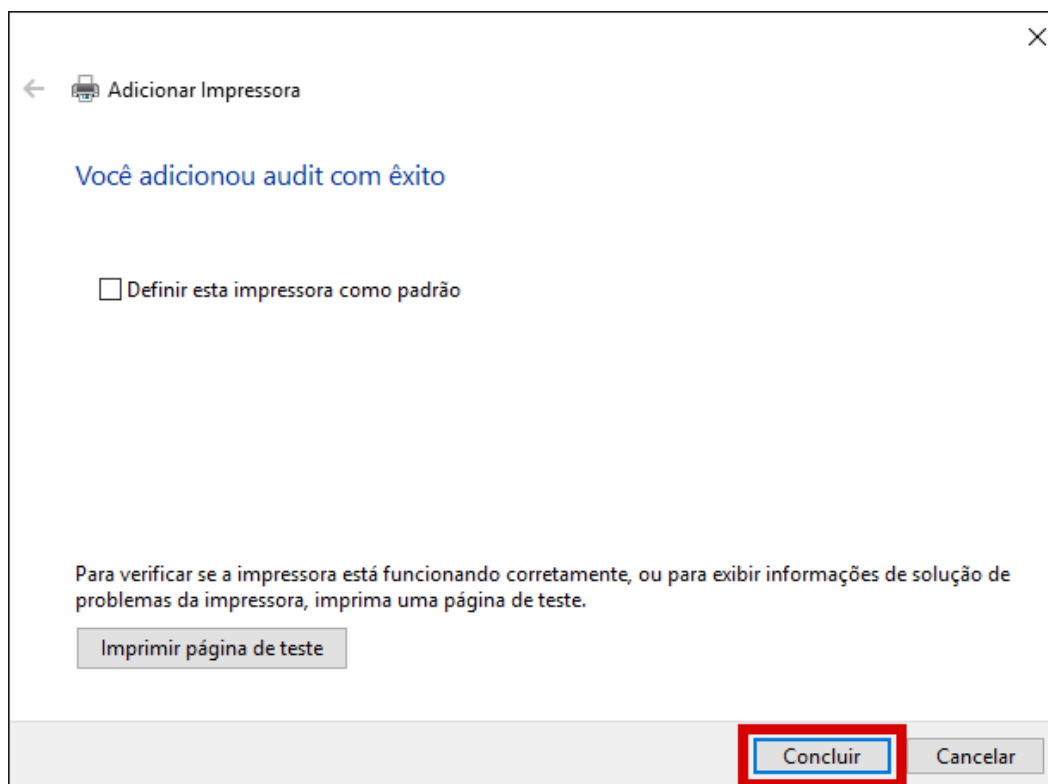 Adicionar Impressora
Você adicionou audit com êxito
Definir esta impressora como padrão
Para verificar se a impressora está funcionando corretamente, ou para exibir informações de solução de
problemas da impressora, imprima uma página de teste.
Imprimir página de teste
Concluir
Cancelar